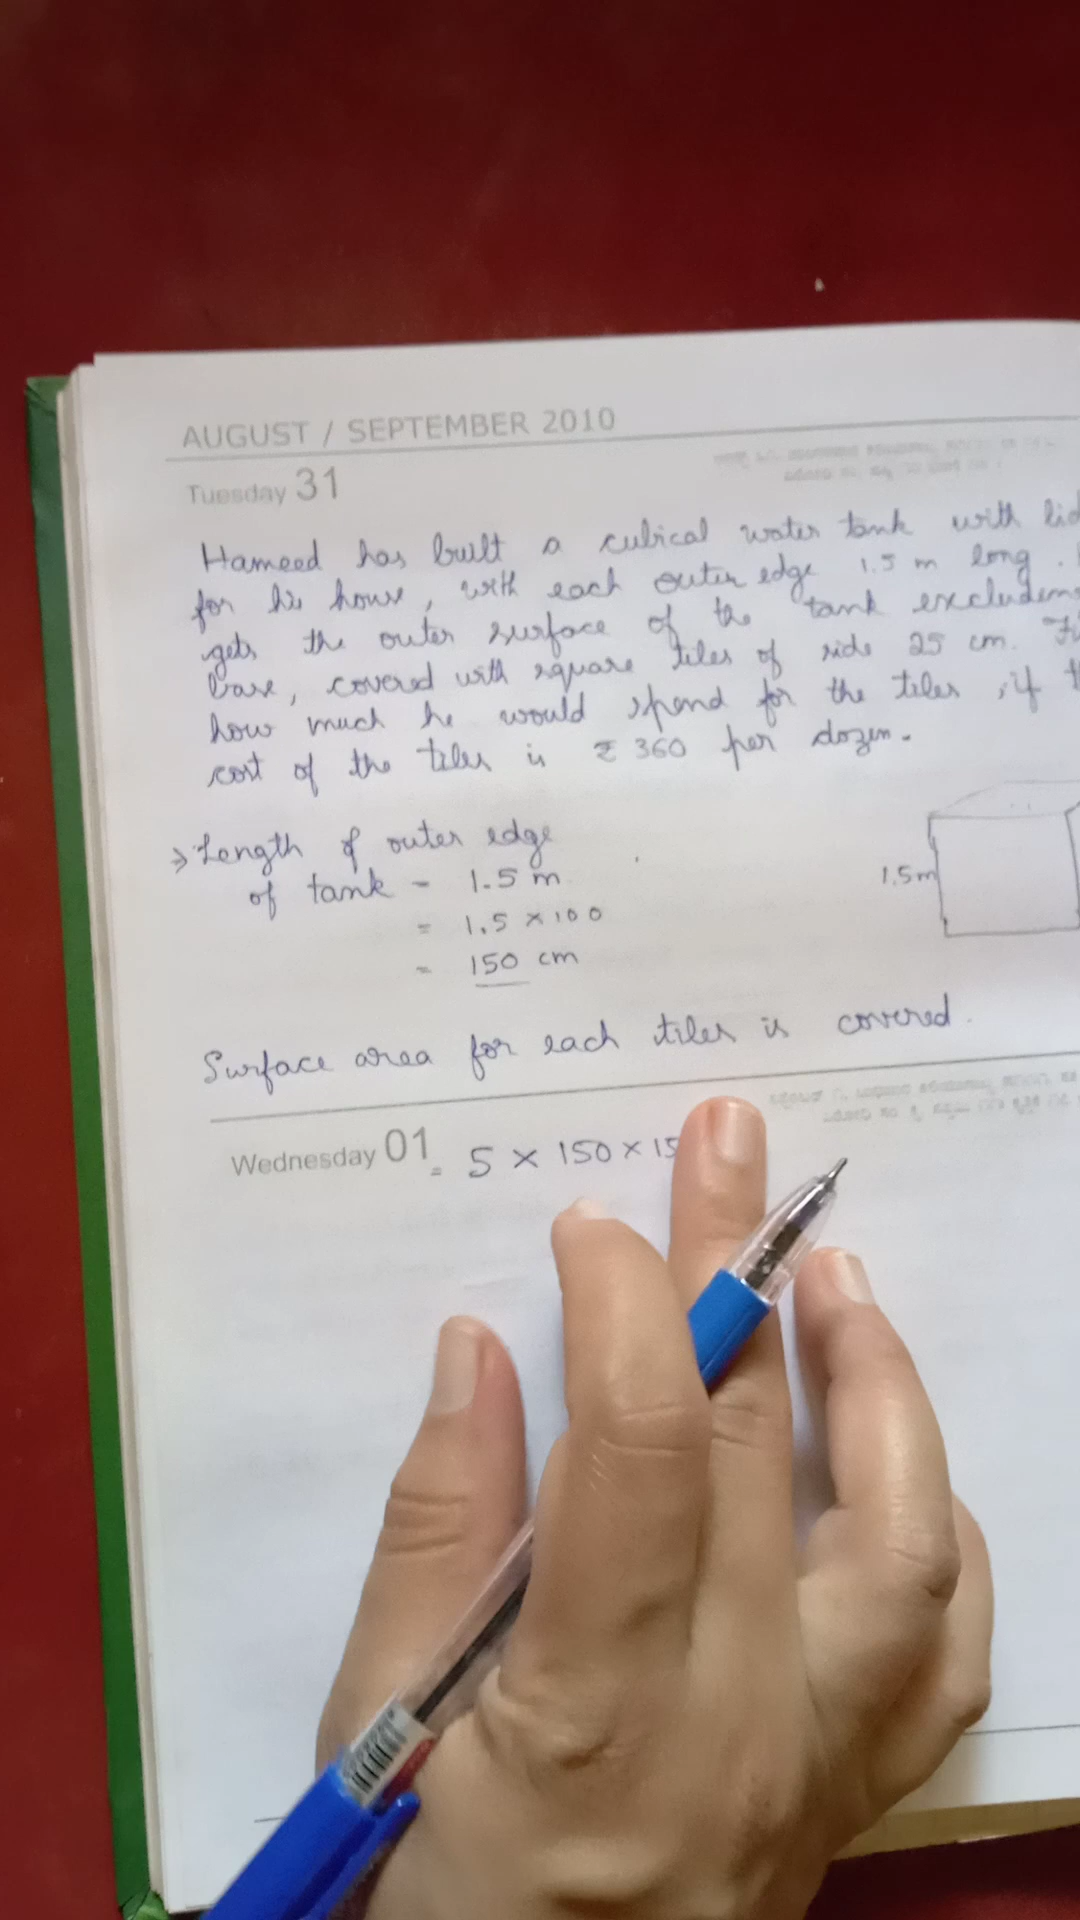 AUGUST / SEPTEMBER 2010
Tuesday 31
Hameed has built a cubical water tank with lid
for his house, with each outer edge 1.5 m long.
gets the outer surface of the tank excluding
base, covered with square tiles of side 25 cm.
how much he would spend for the tiles, if
cost of the tiles is ₹ 360 per dozen.
⇒ Length of outer edge
of tank = 1.5 m
1.5m
= 1.5 × 100
= 150 cm
Surface area for each tiles is covered.
Wednesday 01
= 5 × 150 × 15